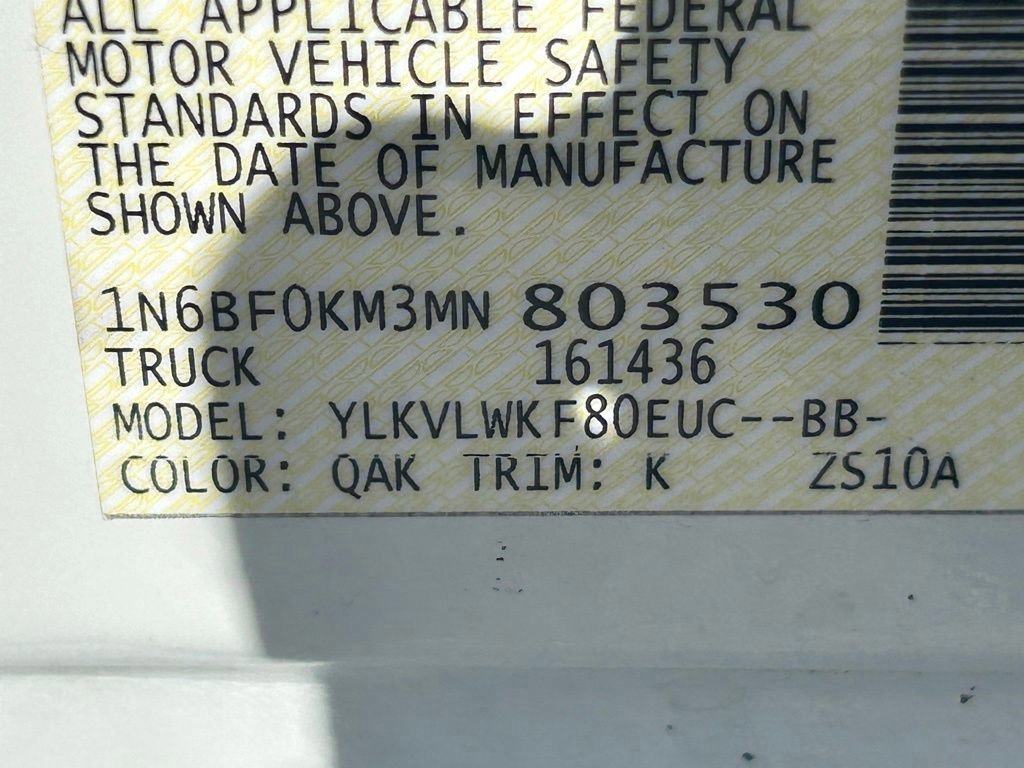 ALL APPLICABLE FEDERAL
MOTOR VEHICLE SAFETY
STANDARDS IN EFFECT ON
THE DATE OF MANUFACTURE
SHOWN ABOVE.
1N6BF0KM3MN 803530
TRUCK 161436
MODEL: YLKVLWKF80EUC--BB-
COLOR: QAK TRIM: K ZS10A